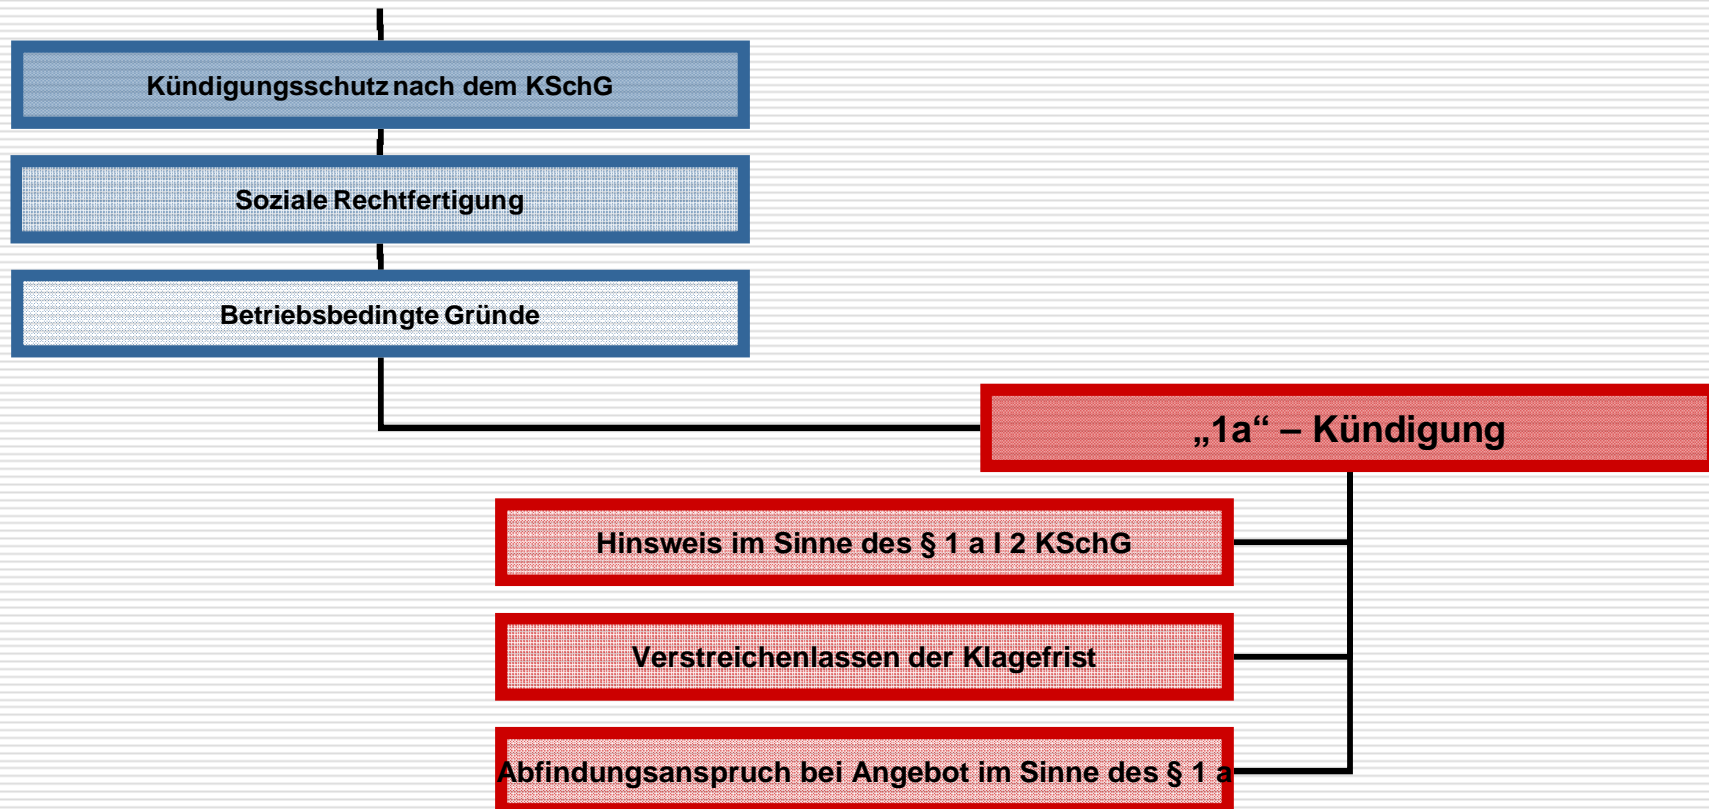 Kündigungsschutz nach dem KSchG
Soziale Rechtfertigung
Betriebsbedingte Gründe
„1a“ – Kündigung
Hinsweis im Sinne des § 1 a I 2 KSchG
Verstreichenlassen der Klagefrist
Abfindungsanspruch bei Angebot im Sinne des § 1 a